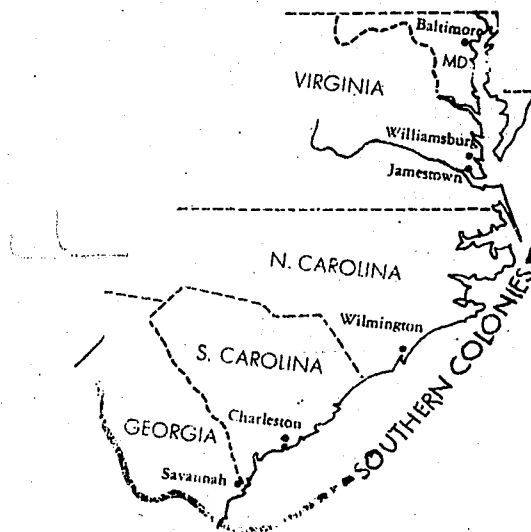 Baltimore
MD
VIRGINIA
Williamsburg
Jamestown
N. CAROLINA
Wilmington
S. CAROLINA
Charleston
GEORGIA
Savannah
SOUTHERN COLONIES